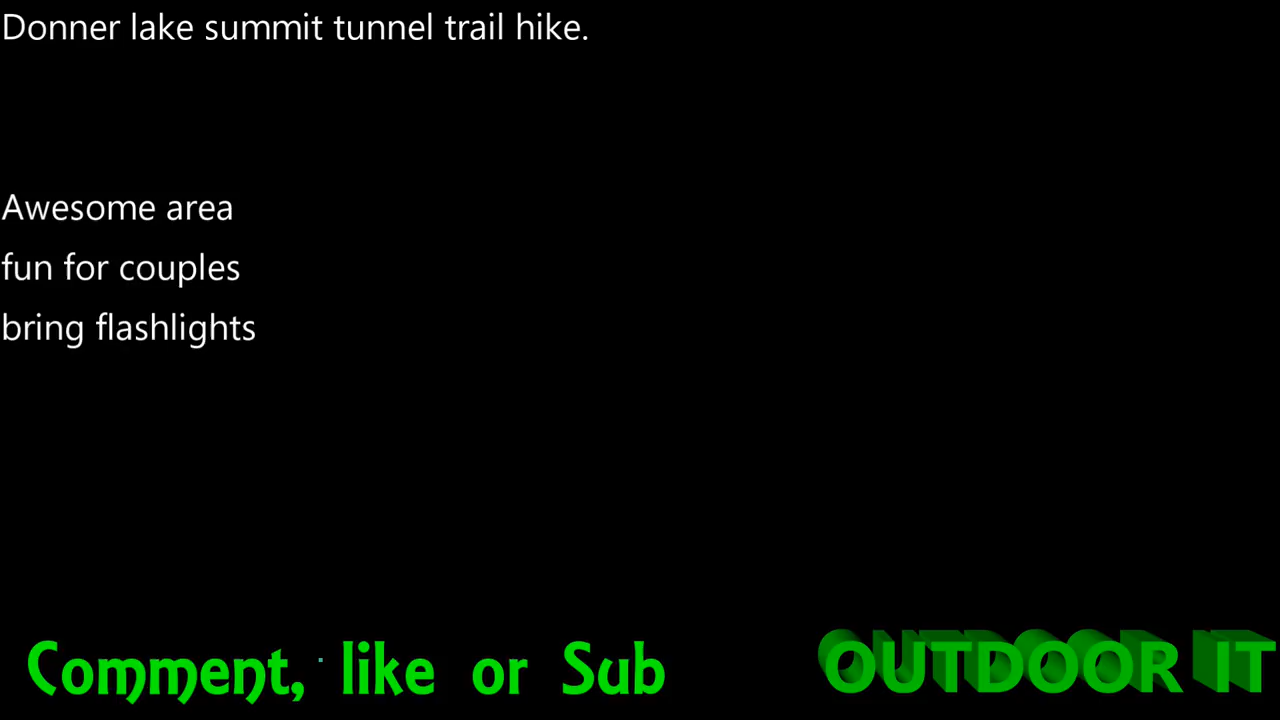 Donner lake summit tunnel trail hike.
Awesome area
fun for couples
bring flashlights
Comment, like or Sub
OUTDOOR IT